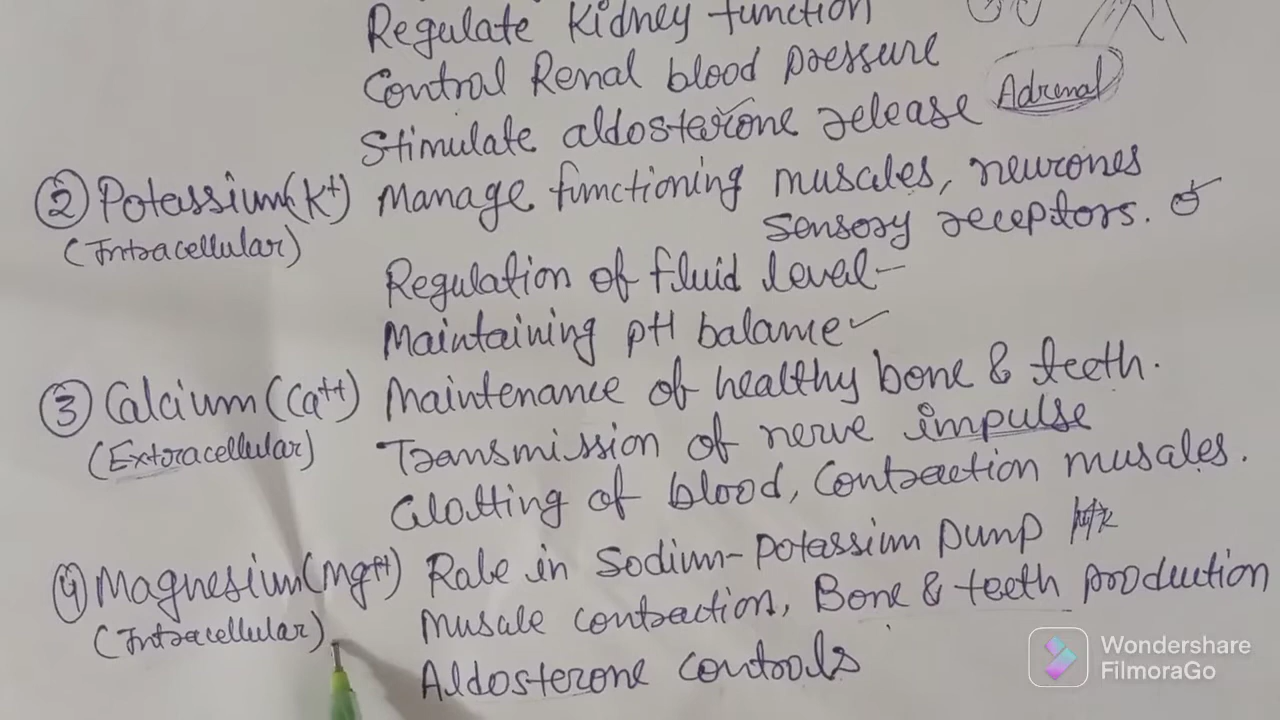 Regulate Kidney function
Control Renal blood pressure
Stimulate aldosterone release Adrenal
② Potassium (K+) Manage functioning muscles, neurones
(Intracellular) sensory receptors.
Regulation of fluid level-
Maintaining pH balance ✓
③ Calcium (Ca++) Maintenance of healthy bone & teeth.
(Extracellular) Transmission of nerve impulse
Clotting of blood, Contraction muscles.
④ Magnesium (Mg++) Role in Sodium-Potassium Pump
(Intracellular) Muscle contraction, Bone & teeth production
Aldosterone controls
Wondershare
FilmoraGo